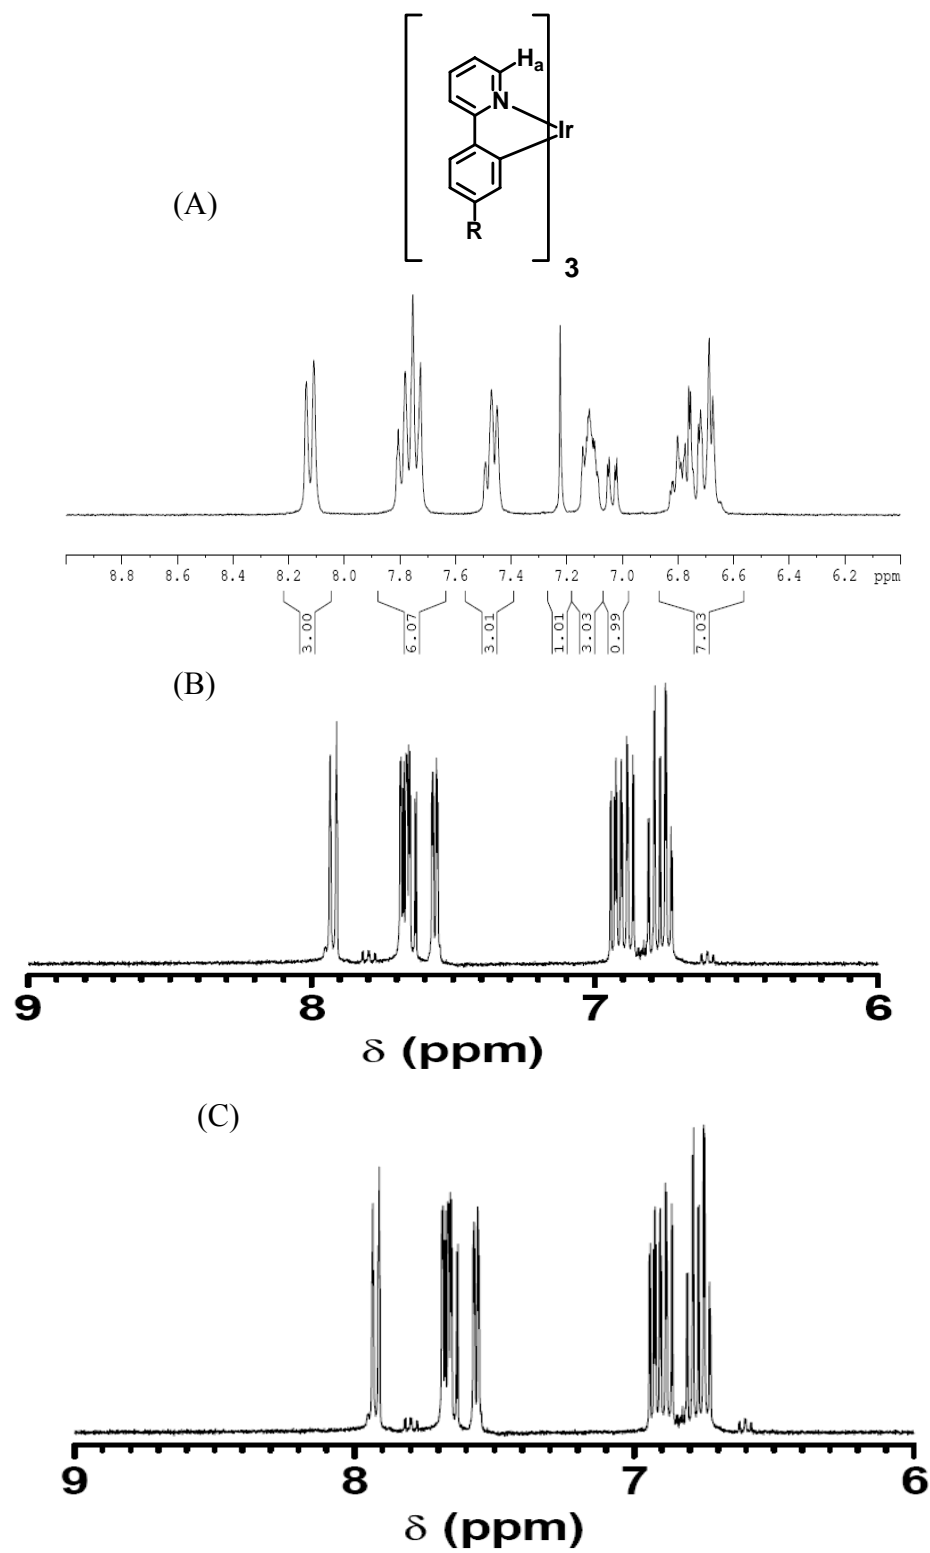 H a
N
Ir
R
3
(A)
8.8 8.6 8.4 8.2 8.0 7.8 7.6 7.4 7.2 7.0 6.8 6.6 6.4 6.2 ppm
3.00 6.07 3.01 1.01 3.03 0.99 7.03
(B)
9 8 7 6
δ (ppm)
(C)
9 8 7 6
δ (ppm)